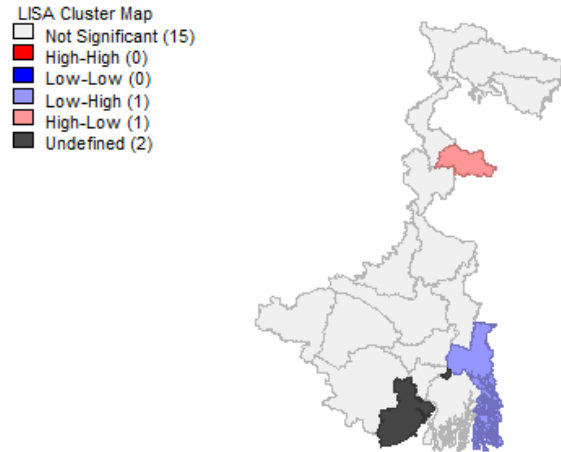 LISA Cluster Map
Not Significant (15)
High-High (0)
Low-Low (0)
Low-High (1)
High-Low (1)
Undefined (2)